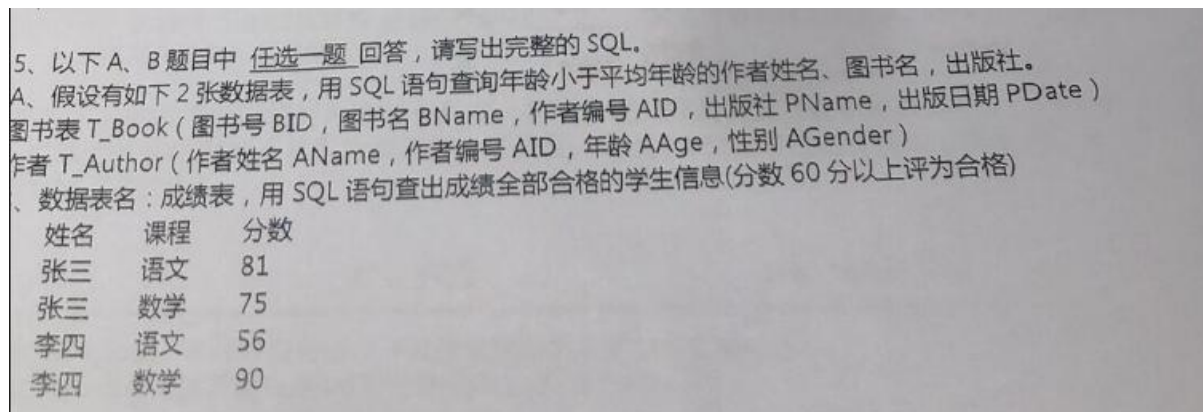 5、以下 A、B 题目中 任选一题 回答，请写出完整的 SQL。
A、假设有如下 2 张数据表，用 SQL 语句查询年龄小于平均年龄的作者姓名、图书名，出版社。
图书表 T_Book（图书号 BID，图书名 BName，作者编号 AID，出版社 PName，出版日期 PDate）
作者 T_Author（作者姓名 AName，作者编号 AID，年龄 AAge，性别 AGender）
、数据表名：成绩表，用 SQL 语句查出成绩全部合格的学生信息(分数 60 分以上评为合格)
姓名 课程 分数
张三 语文 81
张三 数学 75
李四 语文 56
李四 数学 90